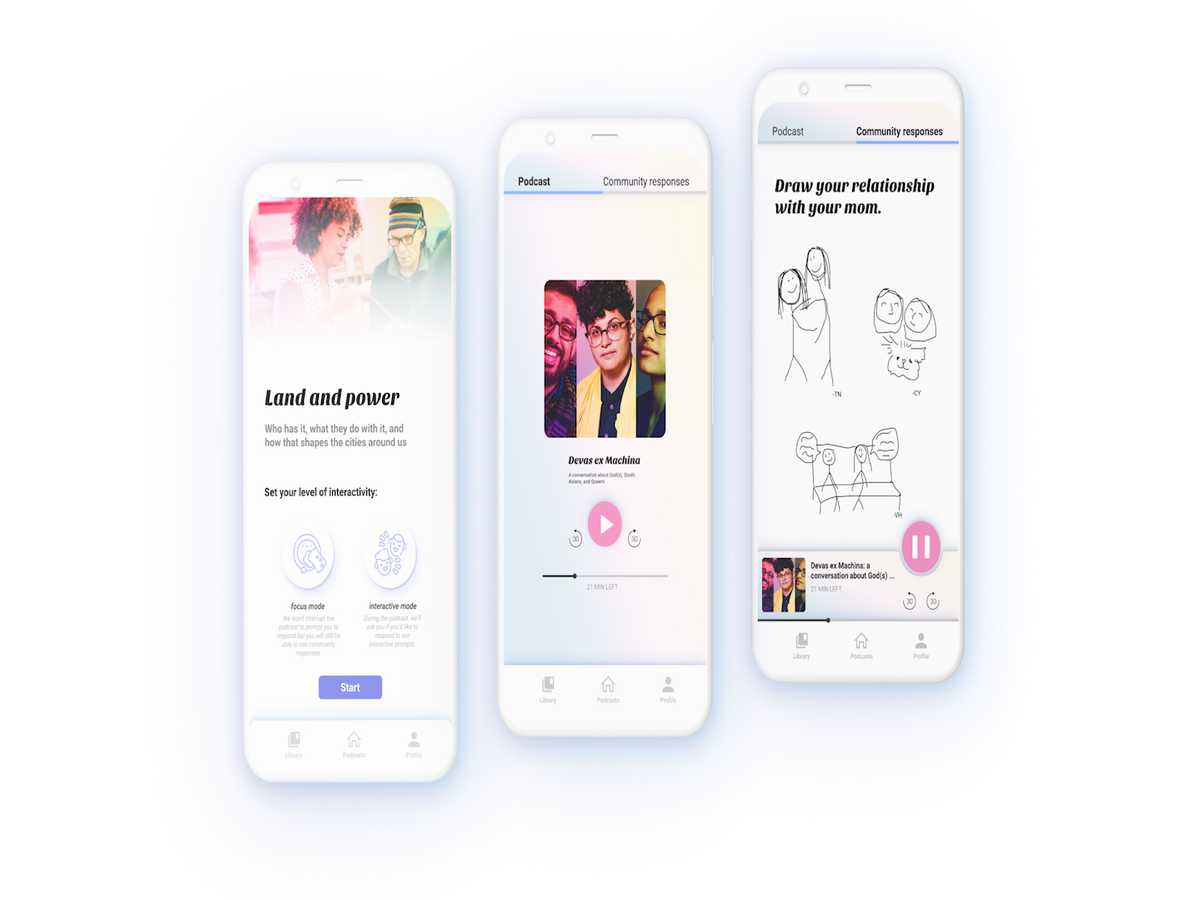 Land and power
Who has it, what they do with it, and
how that shapes the cities around us
Set your level of interactivity:
focus mode
We won't interrupt the
podcast to prompt you to
respond but you will still be
able to see community
responses
interactive mode
During the podcast, we'll
ask you if you'd like to
respond to our
interactive prompts
Start
Library
Podcasts
Profile
Podcast
Community responses
Devas ex Machina
A conversation about God(s), South
Asians, and Queers
30
30
21 MIN LEFT
Library
Podcasts
Profile
Podcast
Community responses
Draw your relationship
with your mom.
-TN
-CY
-VH
Devas ex Machina: a
conversation about God(s) ...
21 MIN LEFT
30
30
Library
Podcasts
Profile